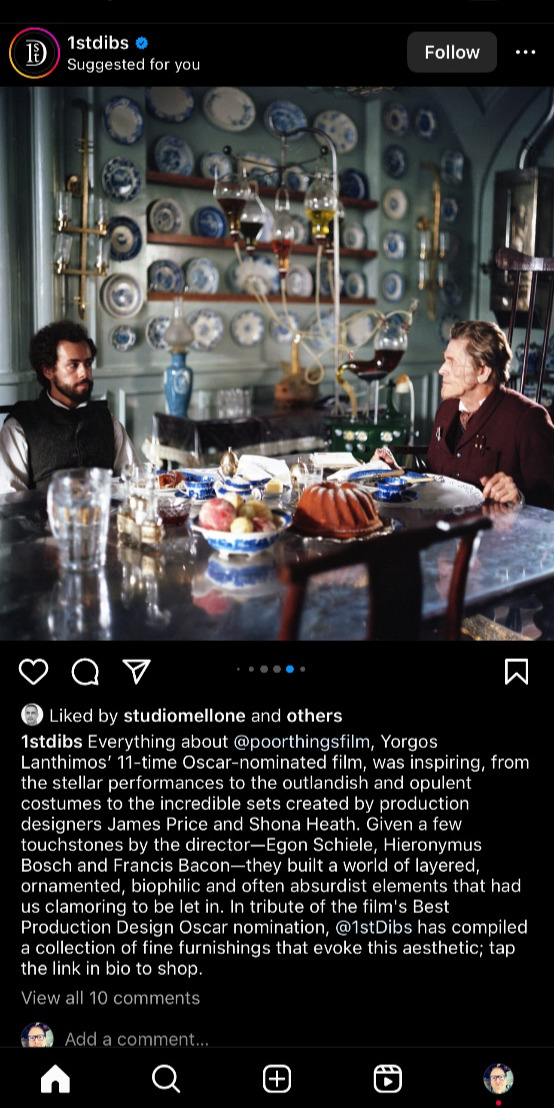 1stdibs
Suggested for you
Follow
1st
Liked by studiomellone and others
1stdibs Everything about @poorthingsfilm, Yorgos
Lanthimos’ 11-time Oscar-nominated film, was inspiring, from
the stellar performances to the outlandish and opulent
costumes to the incredible sets created by production
designers James Price and Shona Heath. Given a few
touchstones by the director—Egon Schiele, Hieronymus
Bosch and Francis Bacon—they built a world of layered,
ornamented, biophilic and often absurdist elements that had
us clamoring to be let in. In tribute of the film's Best
Production Design Oscar nomination, @1stDibs has compiled
a collection of fine furnishings that evoke this aesthetic; tap
the link in bio to shop.
View all 10 comments
Add a comment...